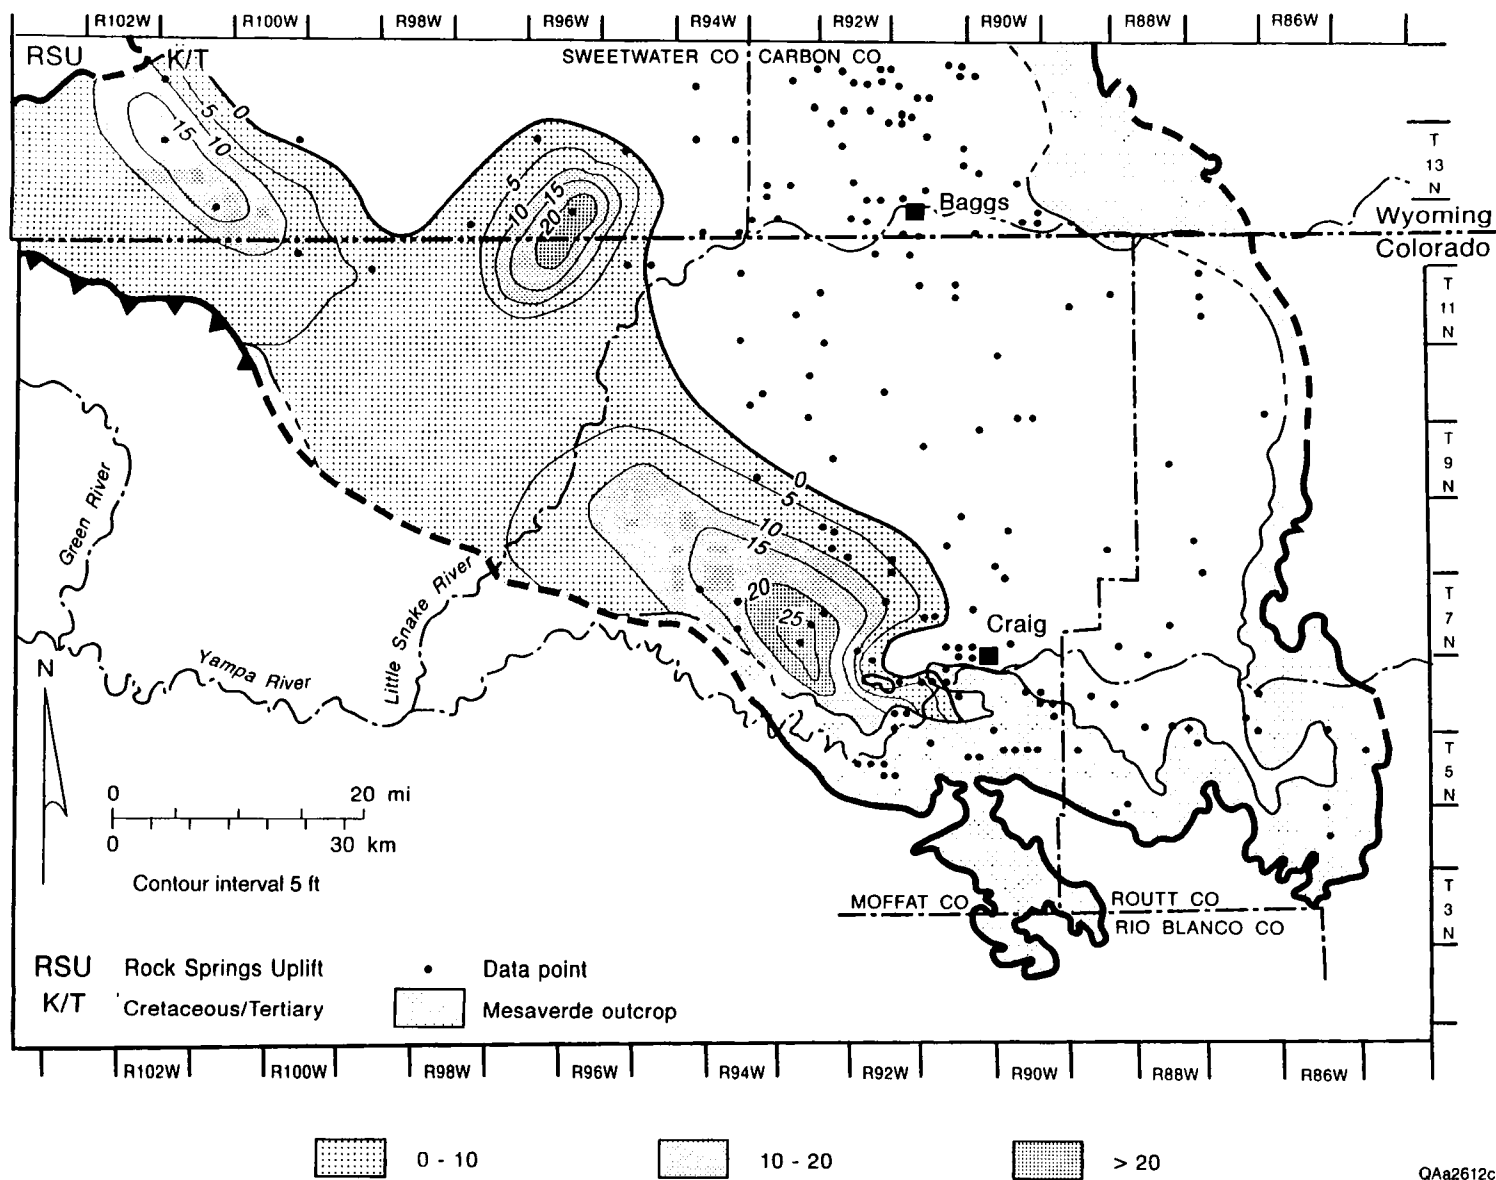 R102W R100W R98W R96W R94W R92W R90W R88W R86W
RSU K/T SWEETWATER CO CARBON CO
0
5
10
15
5
10
15
20
T
13
N
Baggs
Wyoming
Colorado
T
11
N
T
9
N
0
5
10
15
20
25
Green River
Little Snake River
Yampa River
T
7
N
Craig
N
T
5
N
0 20 mi
0 30 km
Contour interval 5 ft
T
3
N
MOFFAT CO ROUTT CO
RIO BLANCO CO
RSU Rock Springs Uplift Data point
K/T Cretaceous/Tertiary Mesaverde outcrop
R102W R100W R98W R96W R94W R92W R90W R88W R86W
0 - 10 10 - 20 > 20
QAa2612c